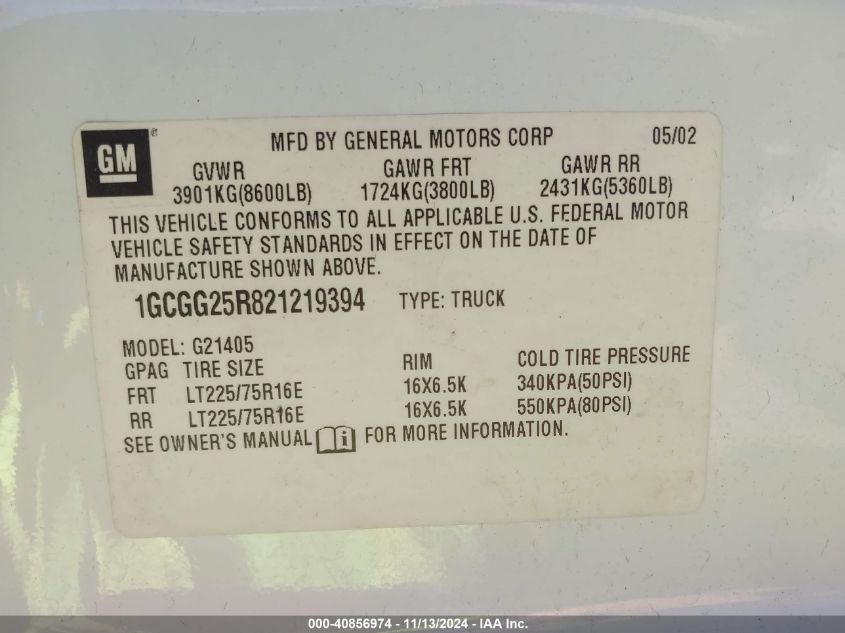 GM®
MFD BY GENERAL MOTORS CORP 05/02
GVWR GAWR FRT GAWR RR
3901KG(8600LB) 1724KG(3800LB) 2431KG(5360LB)
THIS VEHICLE CONFORMS TO ALL APPLICABLE U.S. FEDERAL MOTOR
VEHICLE SAFETY STANDARDS IN EFFECT ON THE DATE OF
MANUFACTURE SHOWN ABOVE.
1GCGG25R821219394 TYPE: TRUCK
MODEL: G21405
GPAG TIRE SIZE RIM COLD TIRE PRESSURE
FRT LT225/75R16E 16X6.5K 340KPA(50PSI)
RR LT225/75R16E 16X6.5K 550KPA(80PSI)
SEE OWNER'S MANUAL i FOR MORE INFORMATION.
000-40856974 - 11/13/2024 - IAA Inc.